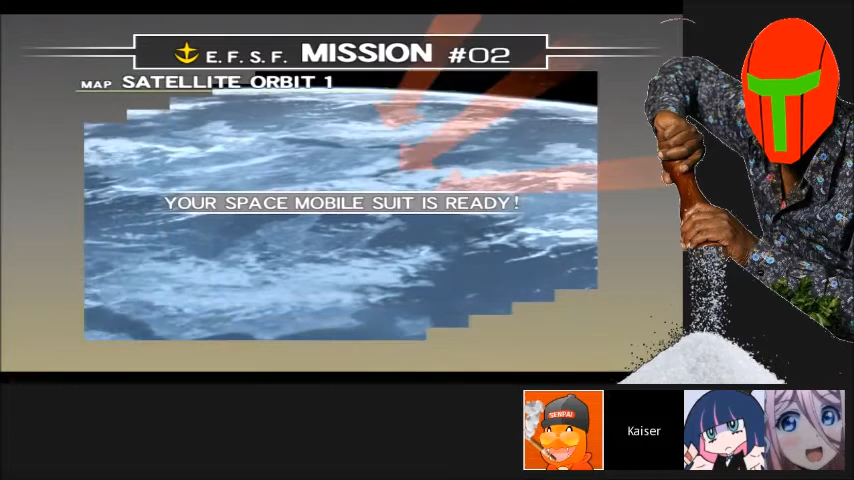 E.F.S.F. MISSION #02
MAP SATELLITE ORBIT 1
YOUR SPACE MOBILE SUIT IS READY!
SENPAI
Kaiser